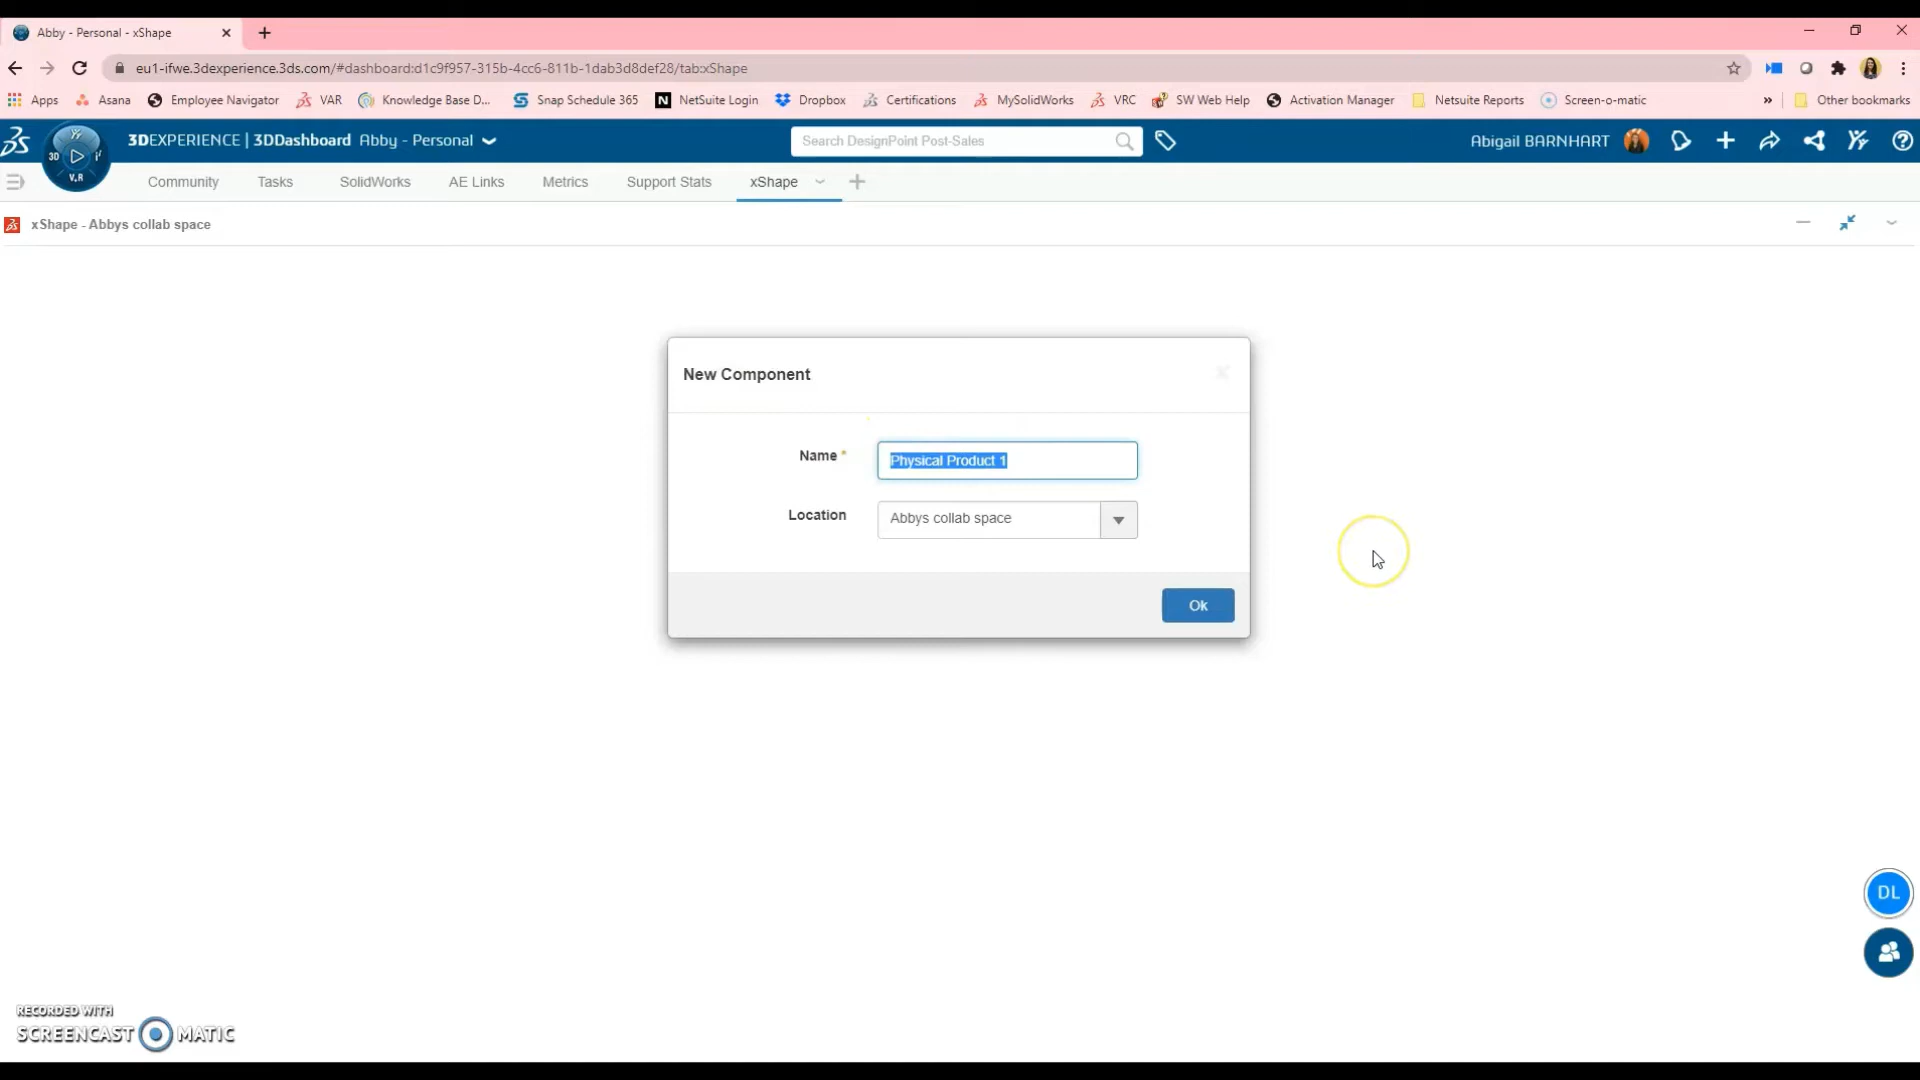 Abby - Personal - xShape
eu1-ifwe.3dexperience.3ds.com/#dashboard:d1c9f957-315b-4cc6-811b-1dab3d8def28/tab:xShape
Apps Asana Employee Navigator VAR Knowledge Base D... Snap Schedule 365 NetSuite Login Dropbox Certifications MySolidWorks VRC SW Web Help Activation Manager Netsuite Reports Screen-o-matic » Other bookmarks
3DEXPERIENCE | 3DDashboard Abby - Personal Search DesignPoint Post-Sales Abigail BARNHART
3D V.R
Community Tasks SolidWorks AE Links Metrics Support Stats xShape
xShape - Abbys collab space
New Component
Name * Physical Product 1
Location Abbys collab space
Ok
DL
RECORDED WITH
SCREENCAST MATIC